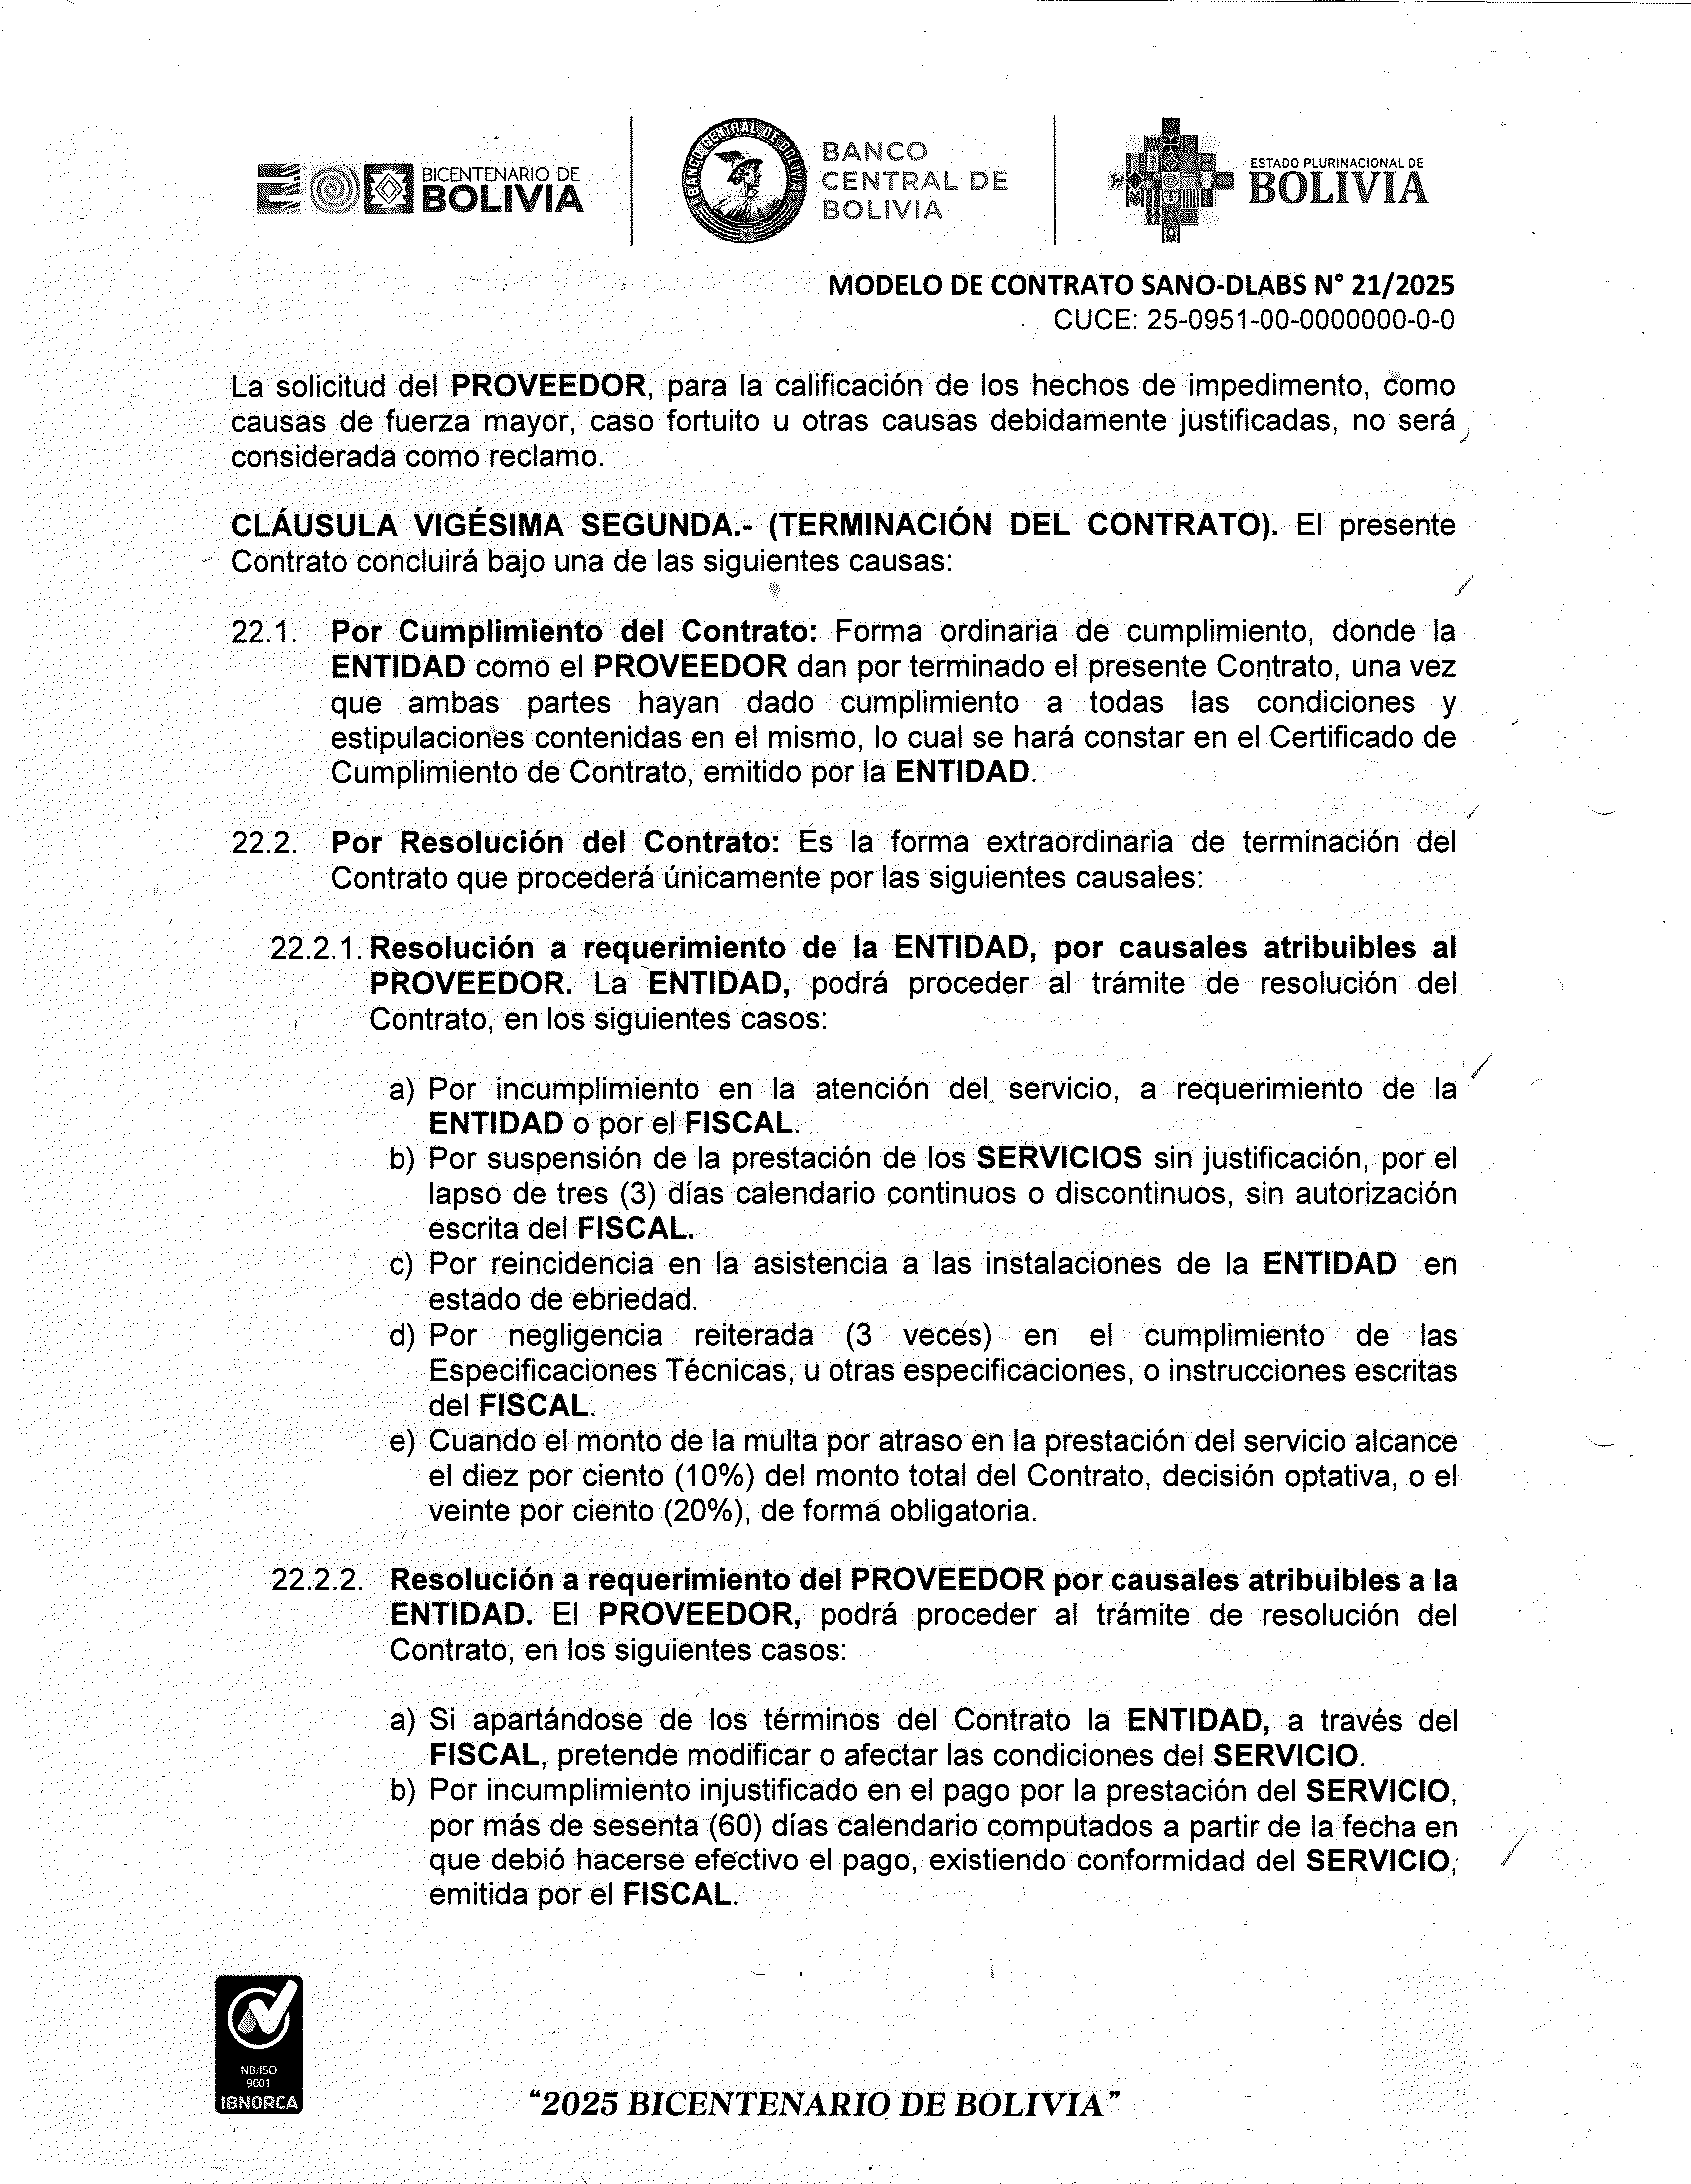 BICENTENARIO DE
BOLIVIA
BANCO CENTRAL DE BOLIVIA
BANCO
CENTRAL DE
BOLIVIA
ESTADO PLURINACIONAL DE
BOLIVIA
MODELO DE CONTRATO SANO-DLABS N° 21/2025
CUCE: 25-0951-00-0000000-0-0
La solicitud del PROVEEDOR, para la calificación de los hechos de impedimento, como
causas de fuerza mayor, caso fortuito u otras causas debidamente justificadas, no será
considerada como reclamo.
CLÁUSULA VIGÉSIMA SEGUNDA.- (TERMINACIÓN DEL CONTRATO). El presente
Contrato concluirá bajo una de las siguientes causas:
22.1. Por Cumplimiento del Contrato: Forma ordinaria de cumplimiento, donde la
ENTIDAD como el PROVEEDOR dan por terminado el presente Contrato, una vez
que ambas partes hayan dado cumplimiento a todas las condiciones y
estipulaciones contenidas en el mismo, lo cual se hará constar en el Certificado de
Cumplimiento de Contrato, emitido por la ENTIDAD.
22.2. Por Resolución del Contrato: Es la forma extraordinaria de terminación del
Contrato que procederá únicamente por las siguientes causales:
22.2.1. Resolución a requerimiento de la ENTIDAD, por causales atribuibles al
PROVEEDOR. La ENTIDAD, podrá proceder al trámite de resolución del
Contrato, en los siguientes casos:
a) Por incumplimiento en la atención del servicio, a requerimiento de la
ENTIDAD o por el FISCAL.
b) Por suspensión de la prestación de los SERVICIOS sin justificación, por el
lapso de tres (3) días calendario continuos o discontinuos, sin autorización
escrita del FISCAL.
c) Por reincidencia en la asistencia a las instalaciones de la ENTIDAD en
estado de ebriedad.
d) Por negligencia reiterada (3 veces) en el cumplimiento de las
Especificaciones Técnicas, u otras especificaciones, o instrucciones escritas
del FISCAL.
e) Cuando el monto de la multa por atraso en la prestación del servicio alcance
el diez por ciento (10%) del monto total del Contrato, decisión optativa, o el
veinte por ciento (20%), de forma obligatoria.
22.2.2. Resolución a requerimiento del PROVEEDOR por causales atribuibles a la
ENTIDAD. El PROVEEDOR, podrá proceder al trámite de resolución del
Contrato, en los siguientes casos:
a) Si apartándose de los términos del Contrato la ENTIDAD, a través del
FISCAL, pretende modificar o afectar las condiciones del SERVICIO.
b) Por incumplimiento injustificado en el pago por la prestación del SERVICIO,
por más de sesenta (60) días calendario computados a partir de la fecha en
que debió hacerse efectivo el pago, existiendo conformidad del SERVICIO,
emitida por el FISCAL.
NB/ISO
9001
IBNORCA
“2025 BICENTENARIO DE BOLIVIA”